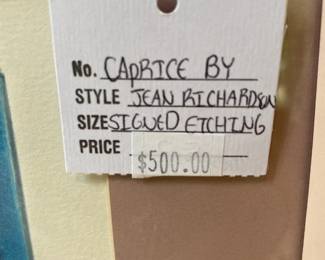 No. CAPRICE BY
STYLE JEAN RICHARDSON
SIZE SIGNED ETCHING
PRICE $500.00